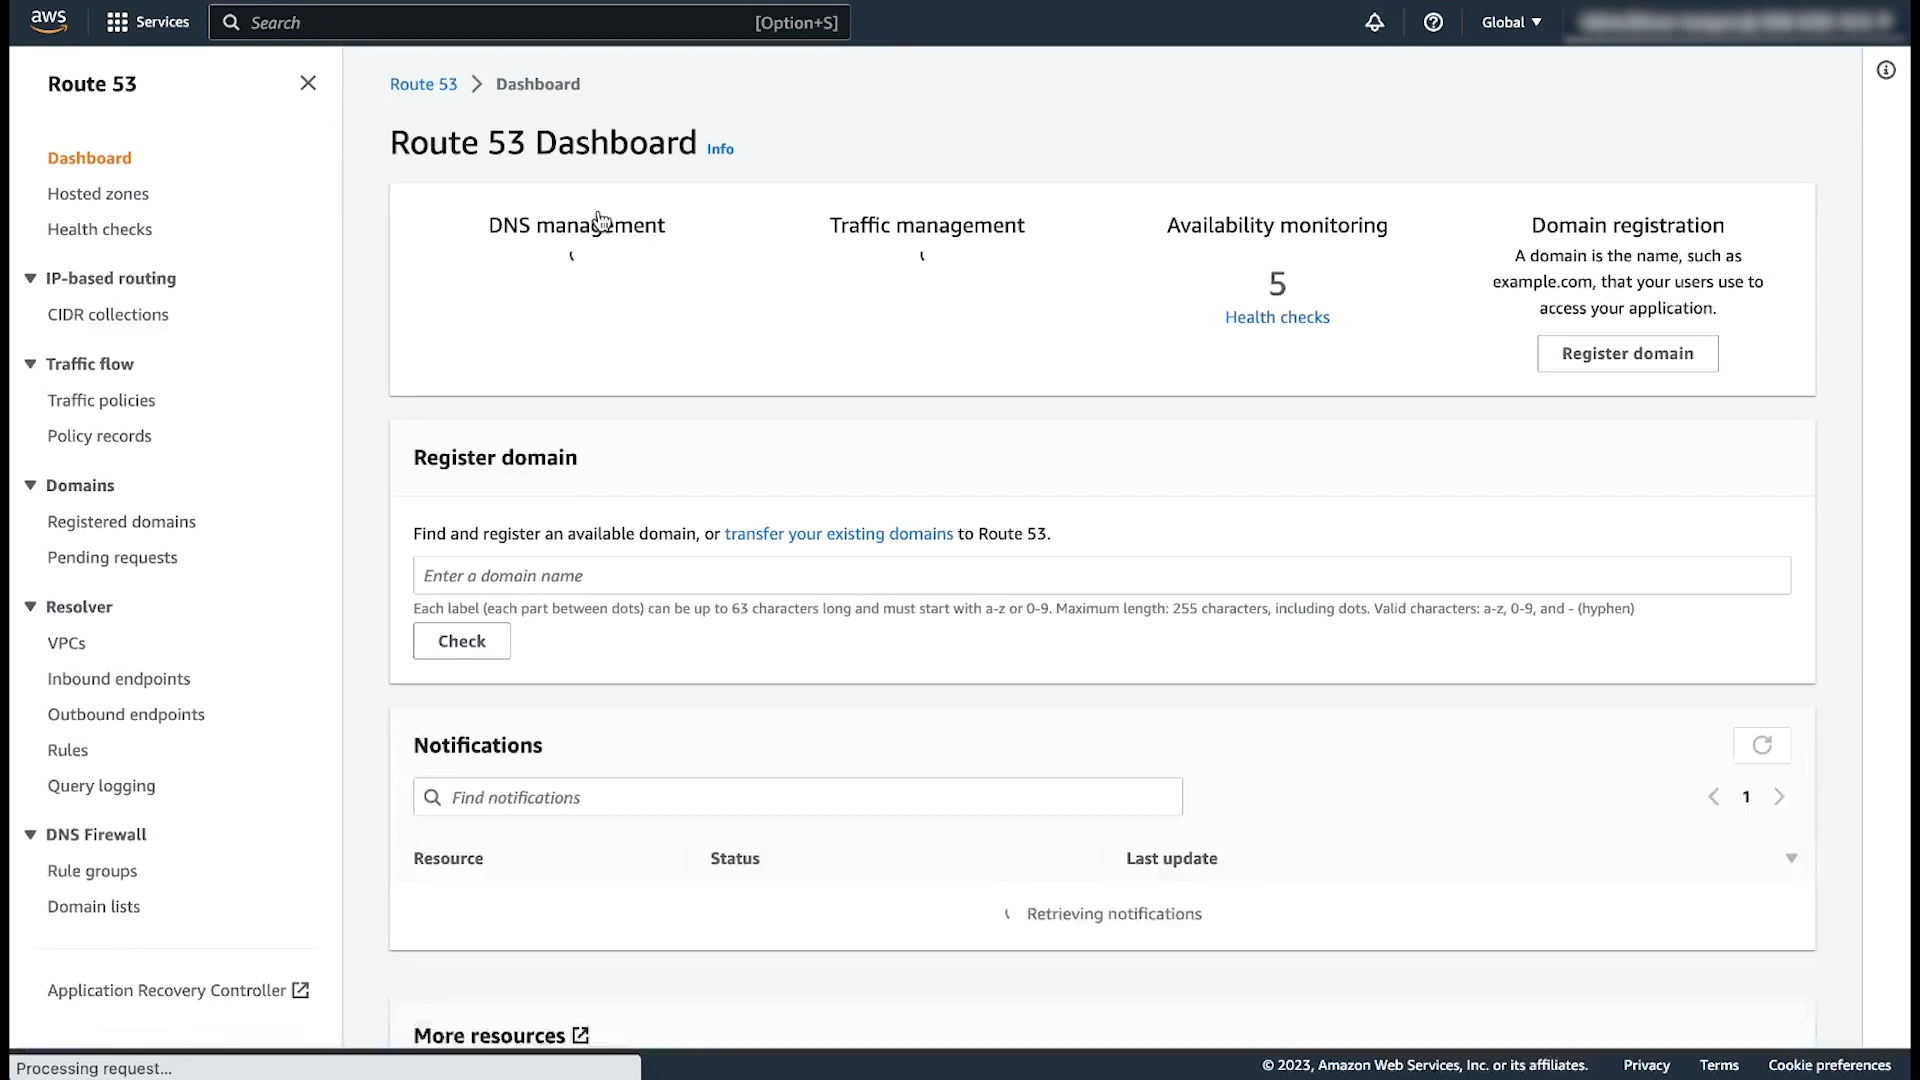 aws
Services
Search
[Option+S]
Global
Route 53
Dashboard
Hosted zones
Health checks
IP-based routing
CIDR collections
Traffic flow
Traffic policies
Policy records
Domains
Registered domains
Pending requests
Resolver
VPCs
Inbound endpoints
Outbound endpoints
Rules
Query logging
DNS Firewall
Rule groups
Domain lists
Application Recovery Controller
Route 53 > Dashboard
Route 53 Dashboard Info
DNS management
Traffic management
Availability monitoring
5
Health checks
Domain registration
A domain is the name, such as
example.com, that your users use to
access your application.
Register domain
Register domain
Find and register an available domain, or transfer your existing domains to Route 53.
Enter a domain name
Each label (each part between dots) can be up to 63 characters long and must start with a-z or 0-9. Maximum length: 255 characters, including dots. Valid characters: a-z, 0-9, and - (hyphen)
Check
Notifications
Find notifications
1
Resource
Status
Last update
Retrieving notifications
More resources
Processing request...
© 2023, Amazon Web Services, Inc. or its affiliates.
Privacy
Terms
Cookie preferences